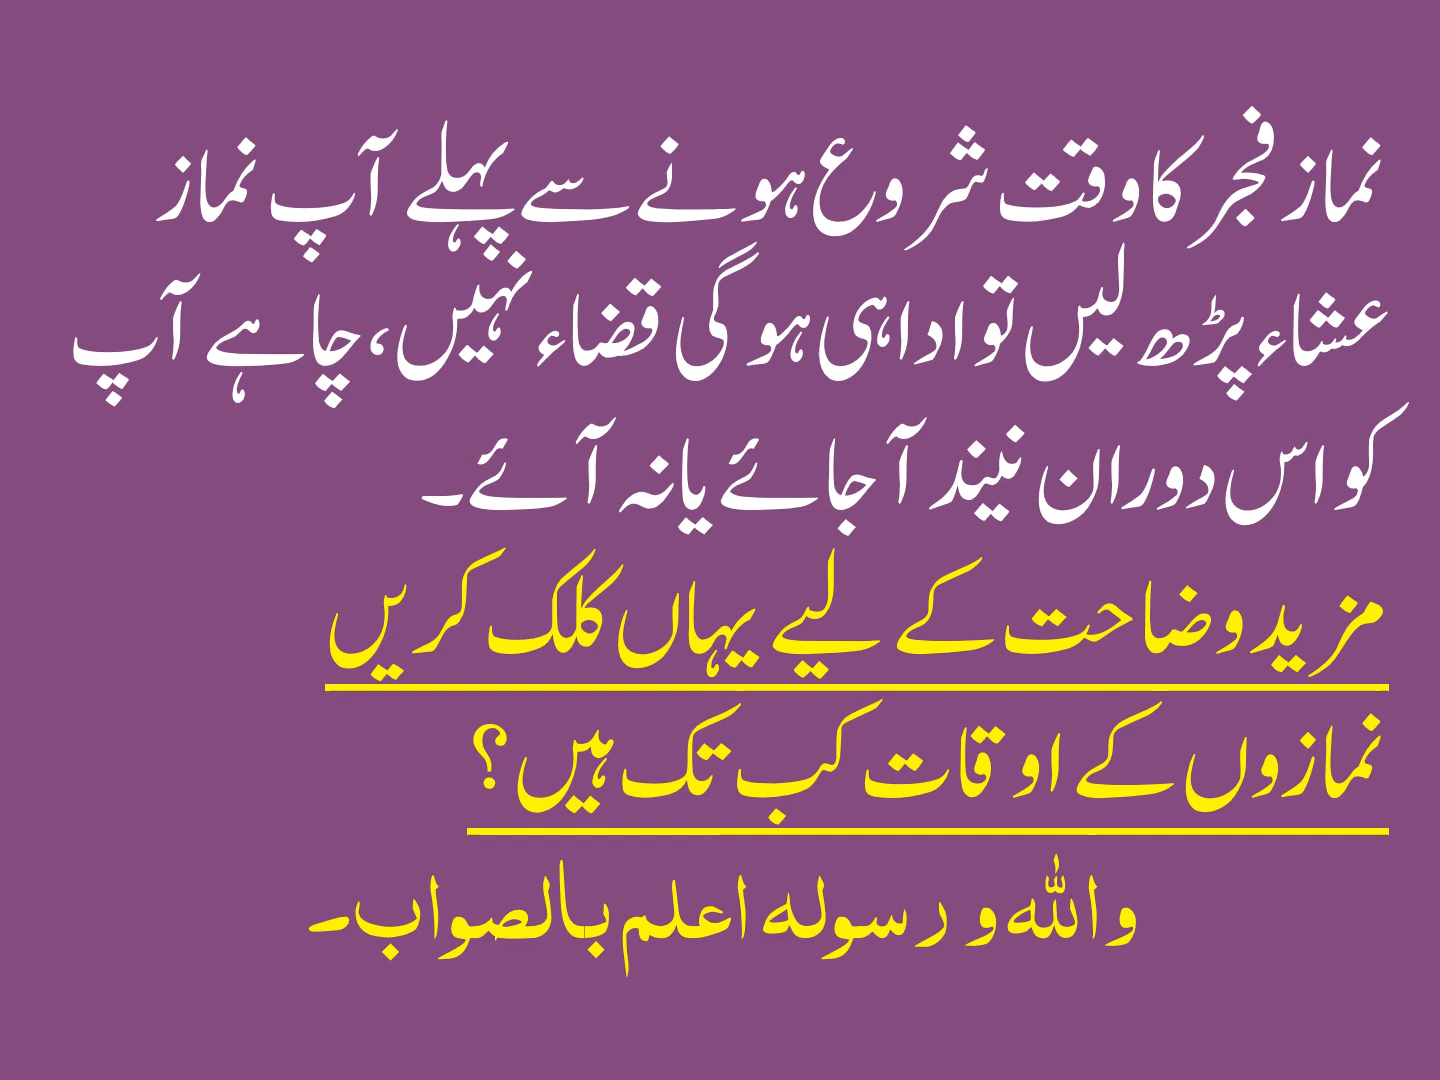 نماز فجر کا وقت شروع ہونے سے پہلے آپ نماز
عشاء پڑھ لیں تو ادا ہی ہو گی قضاء نہیں، چاہے آپ
کو اس دوران نیند آ جائے یا نہ آئے۔
مزید وضاحت کے لیے یہاں کلک کریں
نمازوں کے اوقات کب تک ہیں؟
واللہ و رسولہ اعلم بالصواب۔